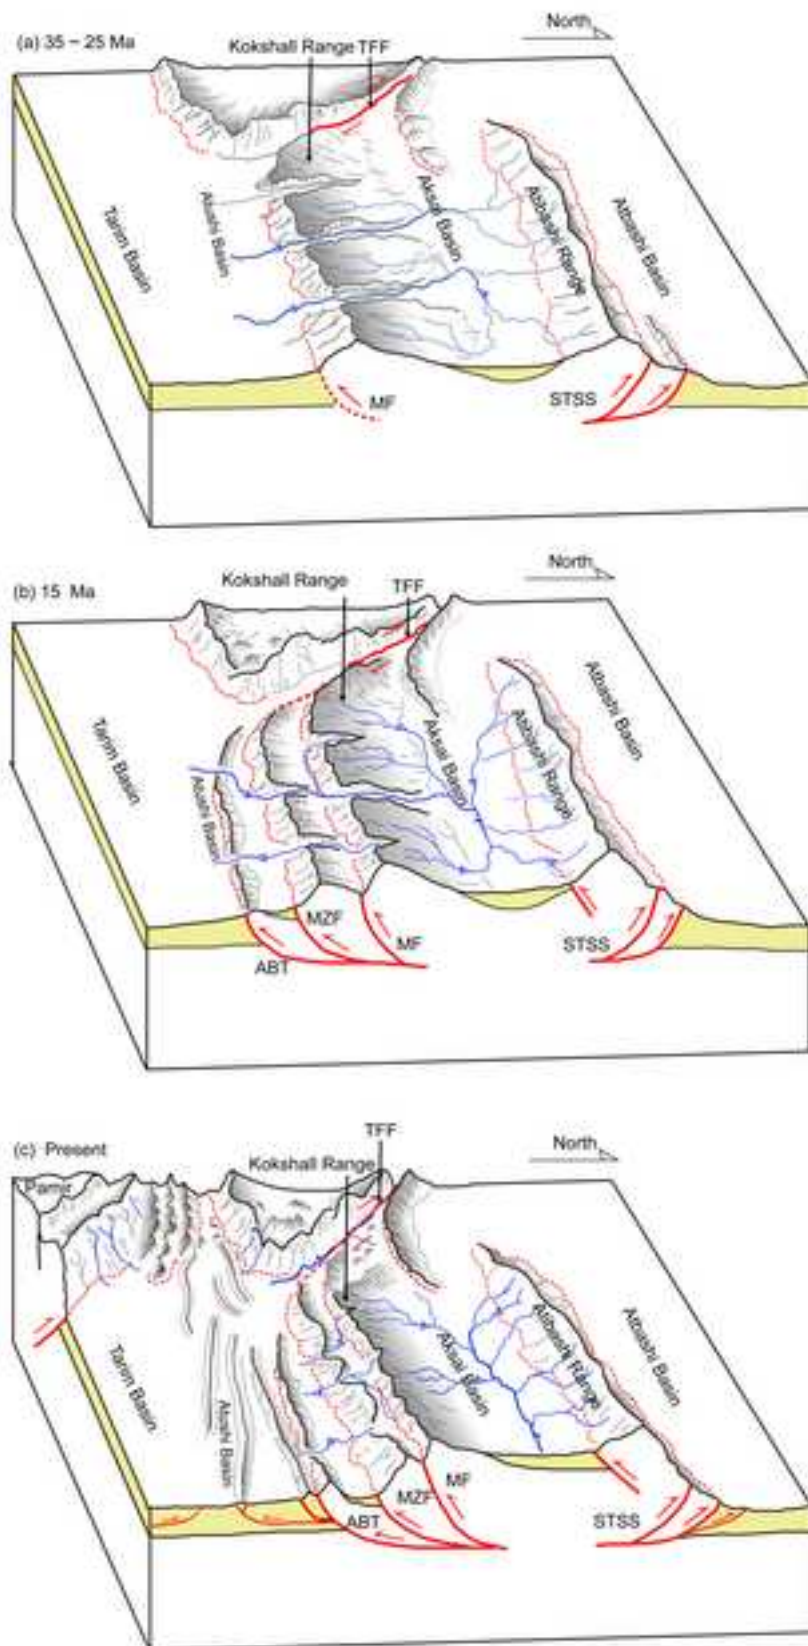 (a) 35 – 25 Ma
North
Kokshall Range TFF
Tarim Basin
Atushi Basin
Aksai Basin
Atbashi Range
Atbashi Basin
MF
STSS
(b) 15 Ma
North
Kokshall Range
TFF
Tarim Basin
Atushi Basin
Aksai Basin
Atbashi Range
Atbashi Basin
MZF
MF
ABT
STSS
(c) Present
TFF
North
Kokshall Range
Pamir
Tarim Basin
Atushi Basin
Aksai Basin
Atbashi Range
Atbashi Basin
MF
MZF
ABT
STSS